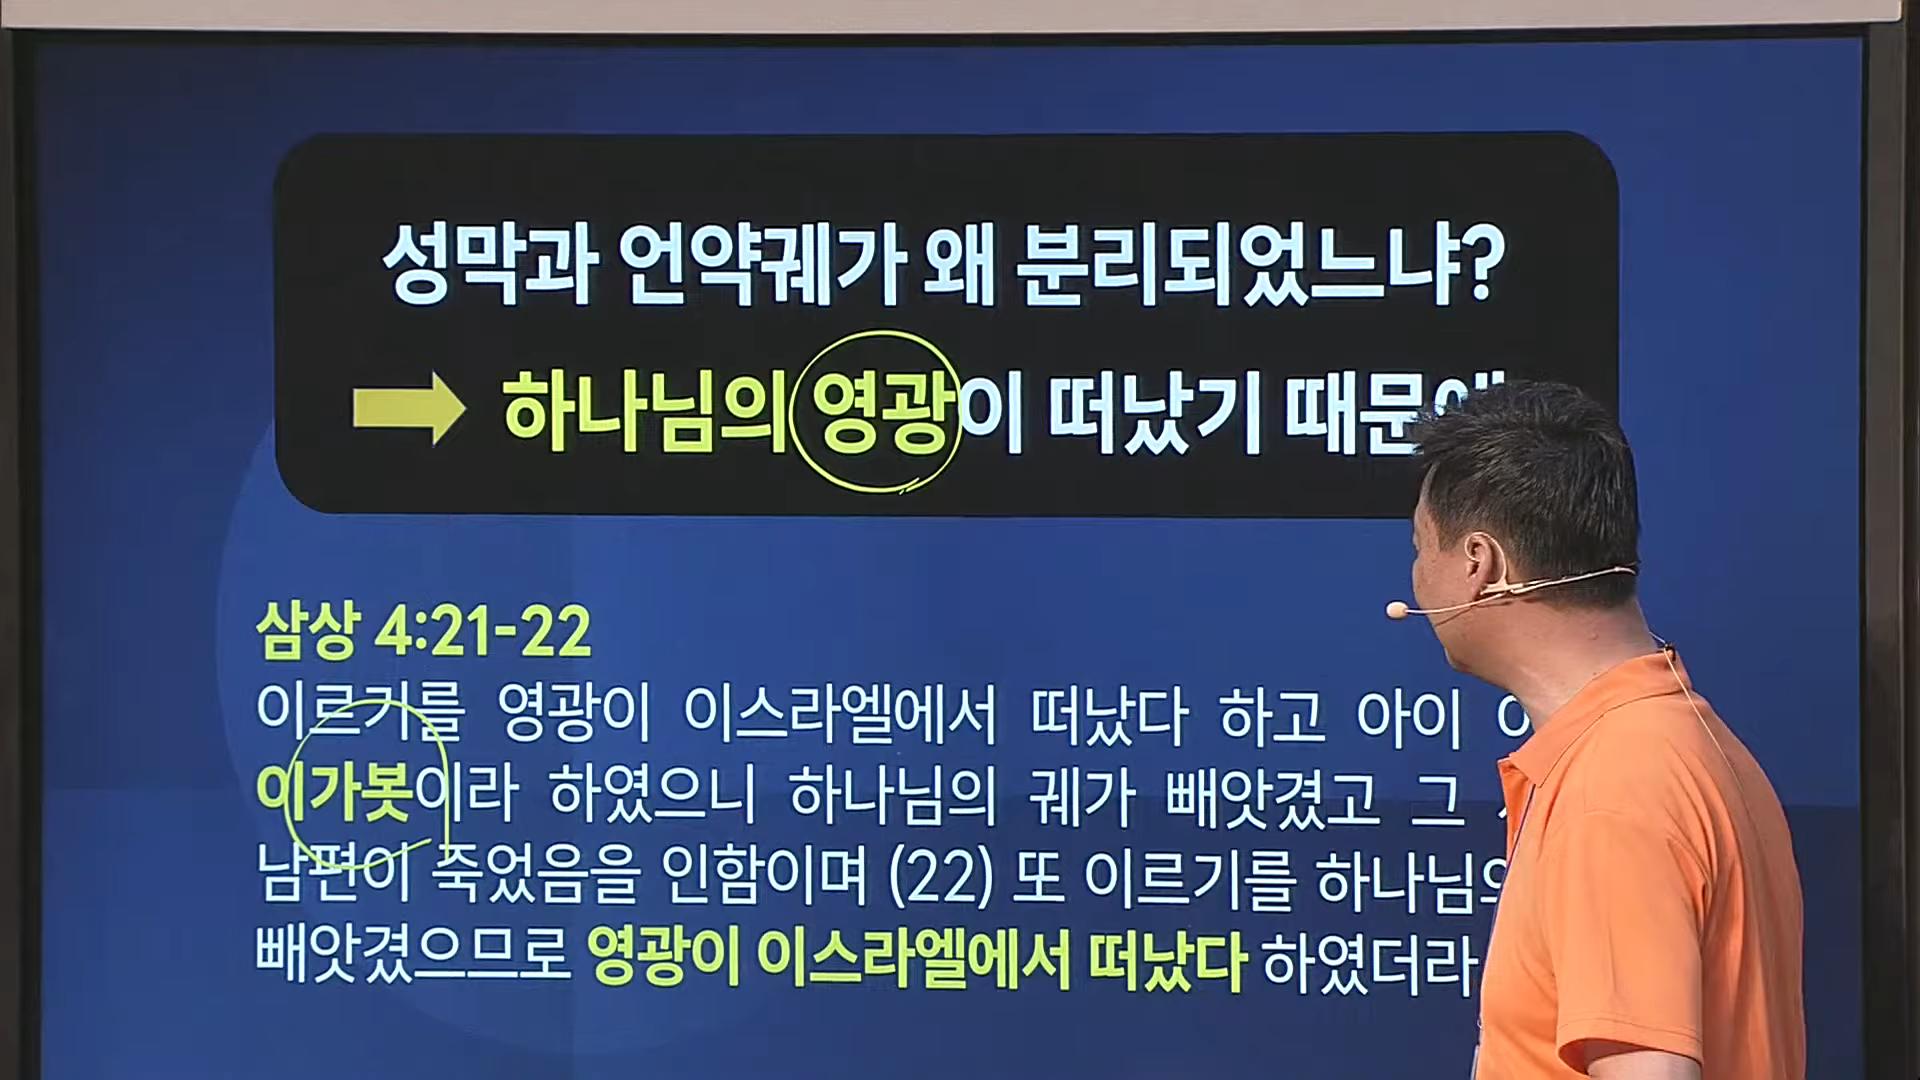 성막과 언약궤가 왜 분리되었느냐?
하나님의 영광이 떠났기 때문에
삼상 4:21-22
이르기를 영광이 이스라엘에서 떠났다 하고 아이
이가봇이라 하였으니 하나님의 궤가 빼앗겼고 그
남편이 죽었음을 인함이며 (22) 또 이르기를 하나님의
빼앗겼으므로 영광이 이스라엘에서 떠났다 하였더라